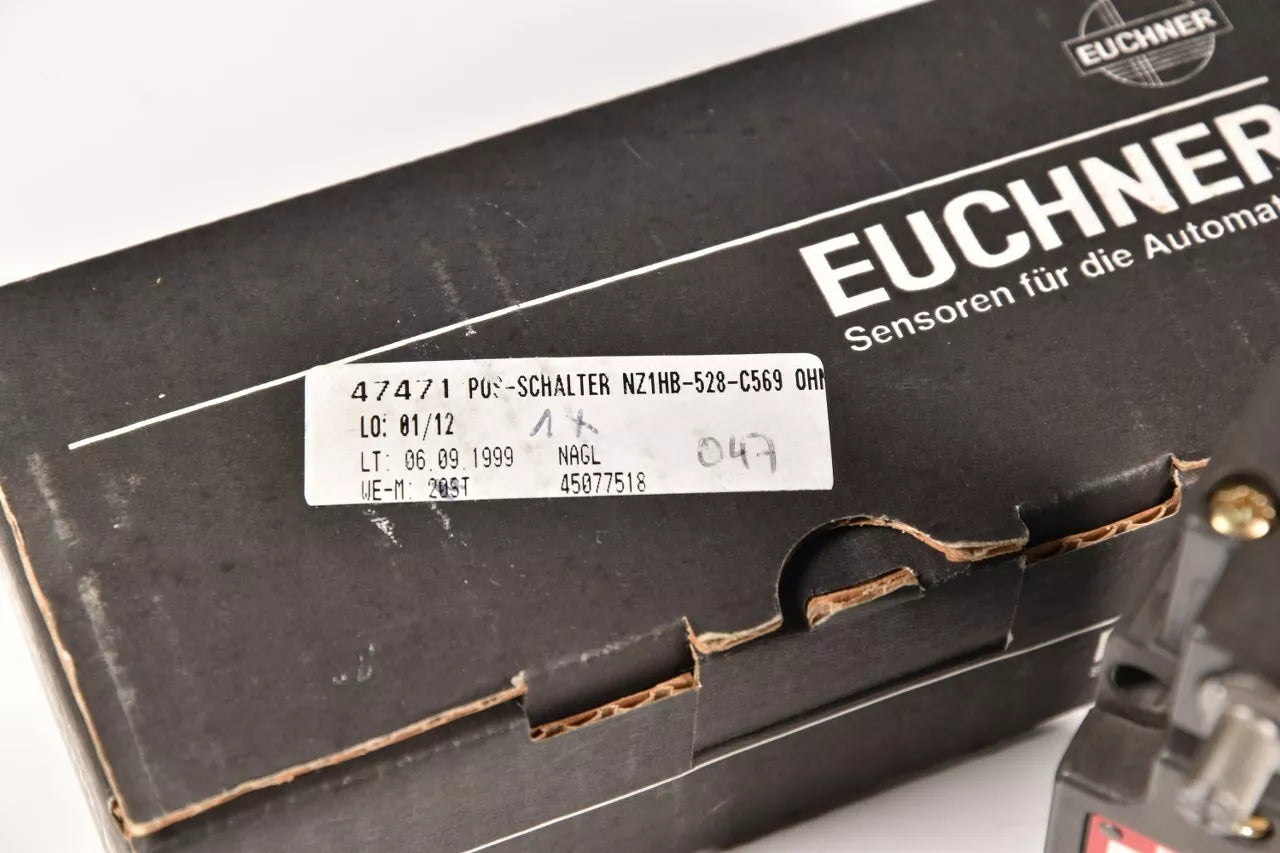 EUCHNER
EUCHNER
Sensoren für die Automat
47471 POS-SCHALTER NZ1HB-528-C569 OHM
LO: 01/12 1x
LT: 06.09.1999 NAGL 047
WE-M: 20ST 45077518